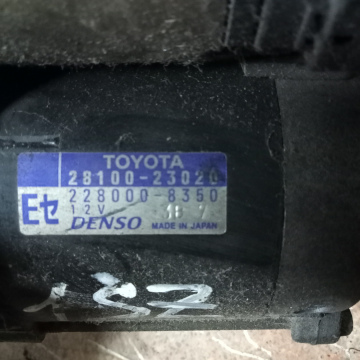 TOYOTA
28100-23020
228000-8350
Eセ
12V
DENSO MADE IN JAPAN